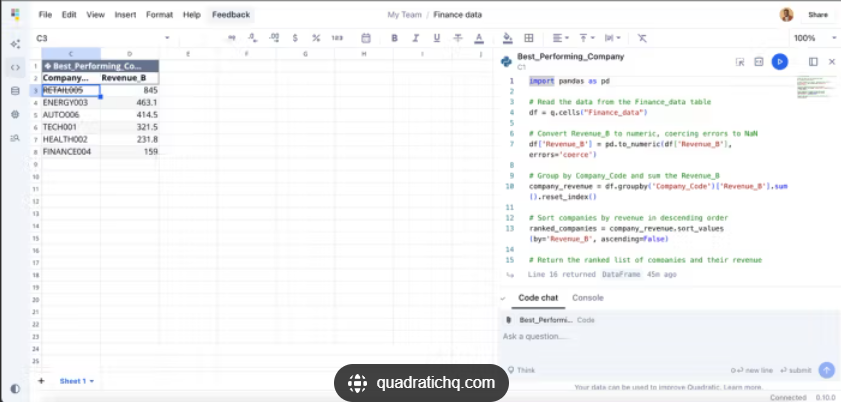 File Edit View Insert Format Help Feedback
My Team / Finance data
Share
C3
$ % 123
B I U
A
100%
C D E F G H I J
1 Best_Performing_Co...
2 Company... Revenue_B
3 RETAIL005 845
4 ENERGY003 463.1
5 AUTO006 414.5
6 TECH001 321.5
7 HEALTH002 231.8
8 FINANCE004 159
9
10
11
12
13
14
15
16
17
18
19
20
21
22
23
24
25
Sheet 1
Best_Performing_Company
C1
1 import pandas as pd
2
3 # Read the data from the Finance_data table
4 df = q.cells("Finance_data")
5
6 # Convert Revenue_B to numeric, coercing errors to NaN
7 df['Revenue_B'] = pd.to_numeric(df['Revenue_B'],
errors='coerce')
8
9 # Group by Company_Code and sum the Revenue_B
10 company_revenue = df.groupby('Company_Code')['Revenue_B'].sum
().reset_index()
11
12 # Sort companies by revenue in descending order
13 ranked_companies = company_revenue.sort_values
(by='Revenue_B', ascending=False)
14
15 # Return the ranked list of companies and their revenue
Line 16 returned DataFrame 45m ago
Code chat Console
Best_Performi... Code
Ask a question...
Think
new line submit
Your data can be used to improve Quadratic. Learn more.
Connected 0.10.0
quadratichq.com